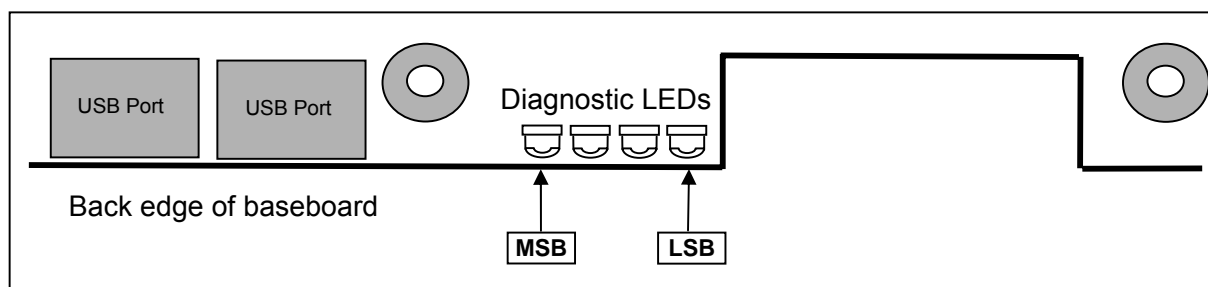 USB Port
USB Port
Diagnostic LEDs
Back edge of baseboard
MSB
LSB